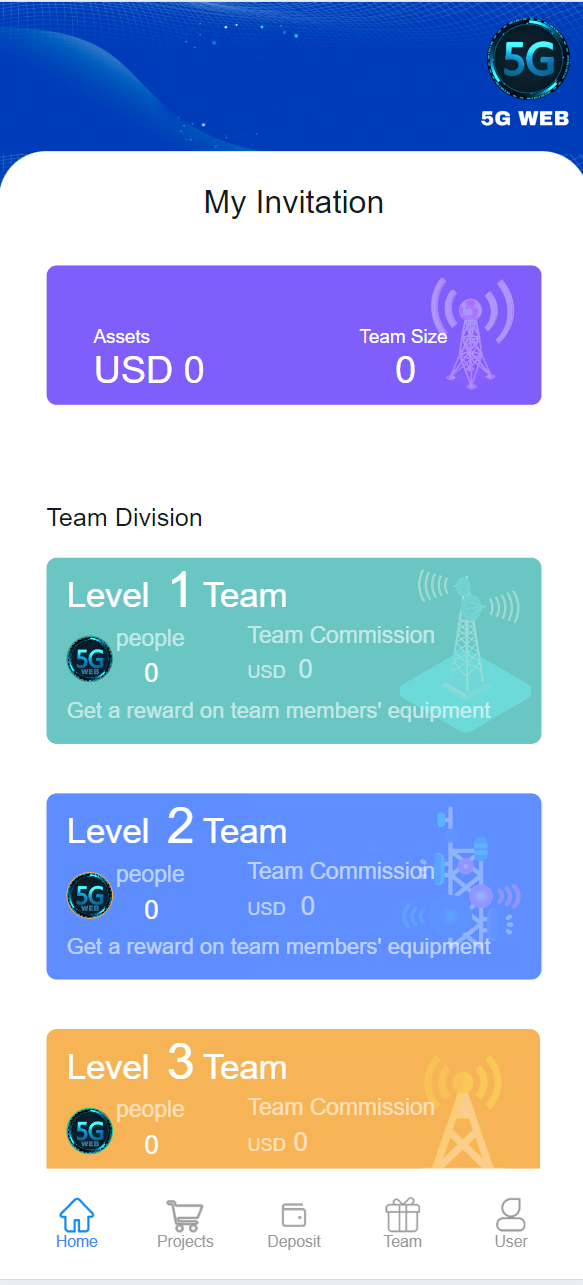 5G
5G WEB
My Invitation
Assets
Team Size
USD 0
0
Team Division
Level 1 Team
people
Team Commission
5G
WEB
0
USD 0
Get a reward on team members' equipment
Level 2 Team
people
Team Commission
5G
WEB
0
USD 0
Get a reward on team members' equipment
Level 3 Team
people
Team Commission
5G
WEB
0
USD 0
Home
Projects
Deposit
Team
User